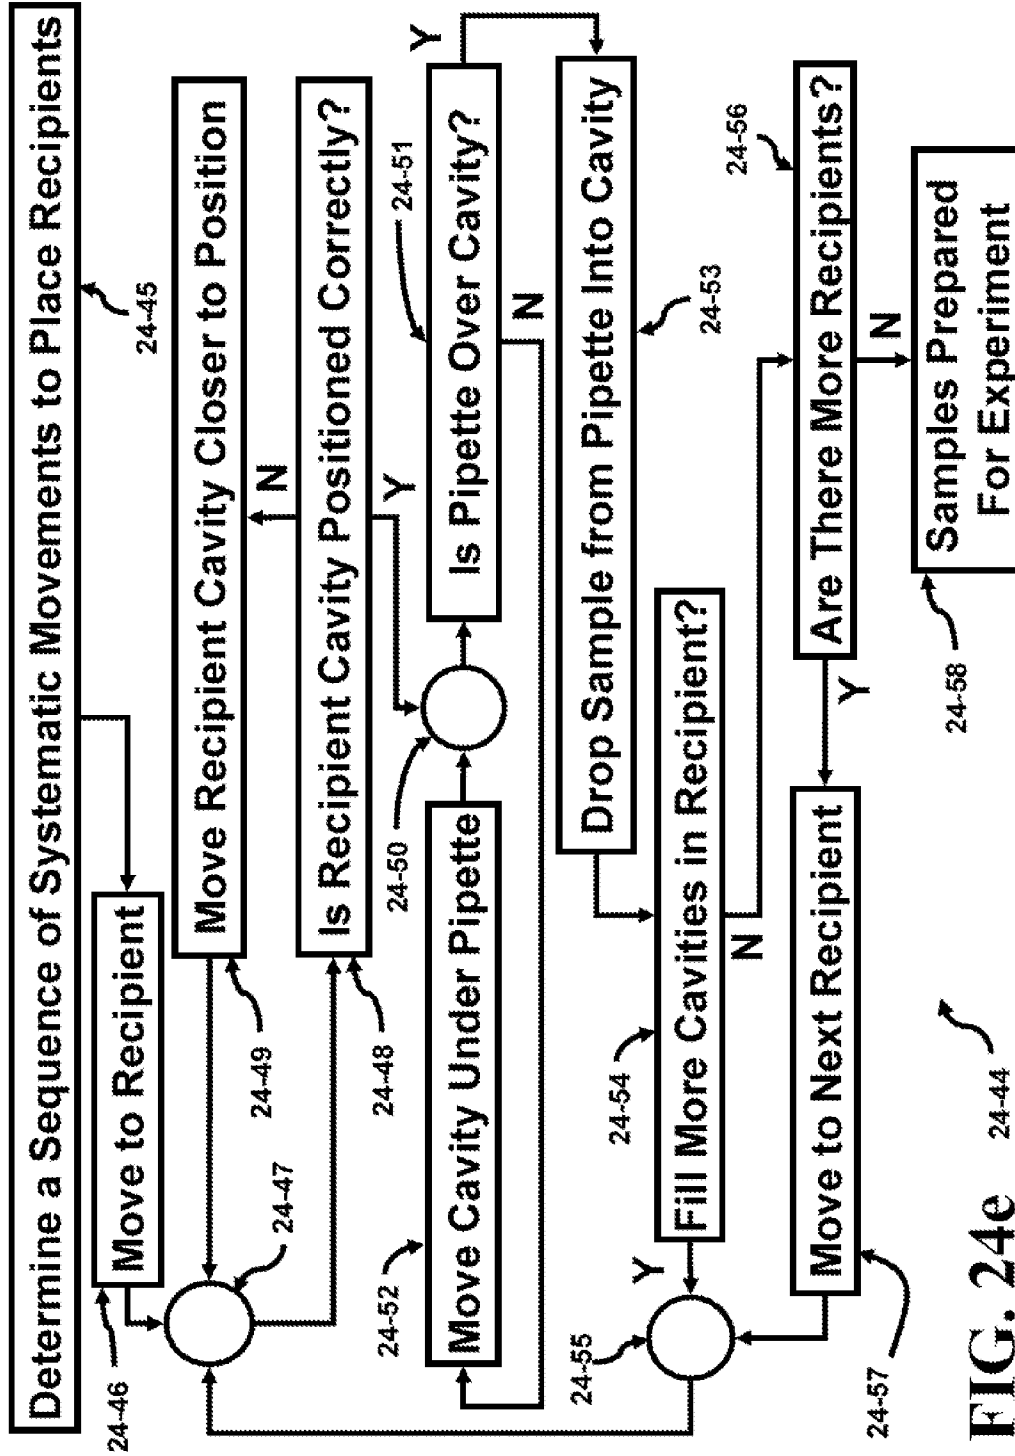 Determine a Sequence of Systematic Movements to Place Recipients
24-45
Move to Recipient
24-46
24-47
Move Recipient Cavity Closer to Position
24-49
N
Is Recipient Cavity Positioned Correctly?
24-48
Y
24-50
Is Pipette Over Cavity?
24-51
Y
N
Move Cavity Under Pipette
24-52
Drop Sample from Pipette Into Cavity
24-53
Fill More Cavities in Recipient?
24-54
Y
N
24-55
Are There More Recipients?
24-56
Y
N
Move to Next Recipient
24-57
Samples Prepared
For Experiment
24-58
24-44
FIG. 24e